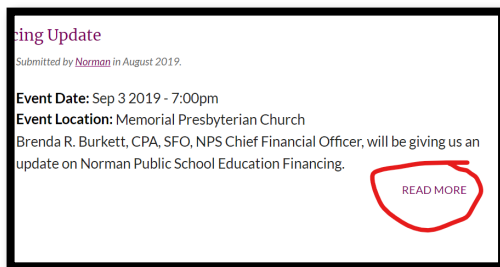 cing Update
Submitted by Norman in August 2019.
Event Date: Sep 3 2019 - 7:00pm
Event Location: Memorial Presbyterian Church
Brenda R. Burkett, CPA, SFO, NPS Chief Financial Officer, will be giving us an
update on Norman Public School Education Financing.
READ MORE